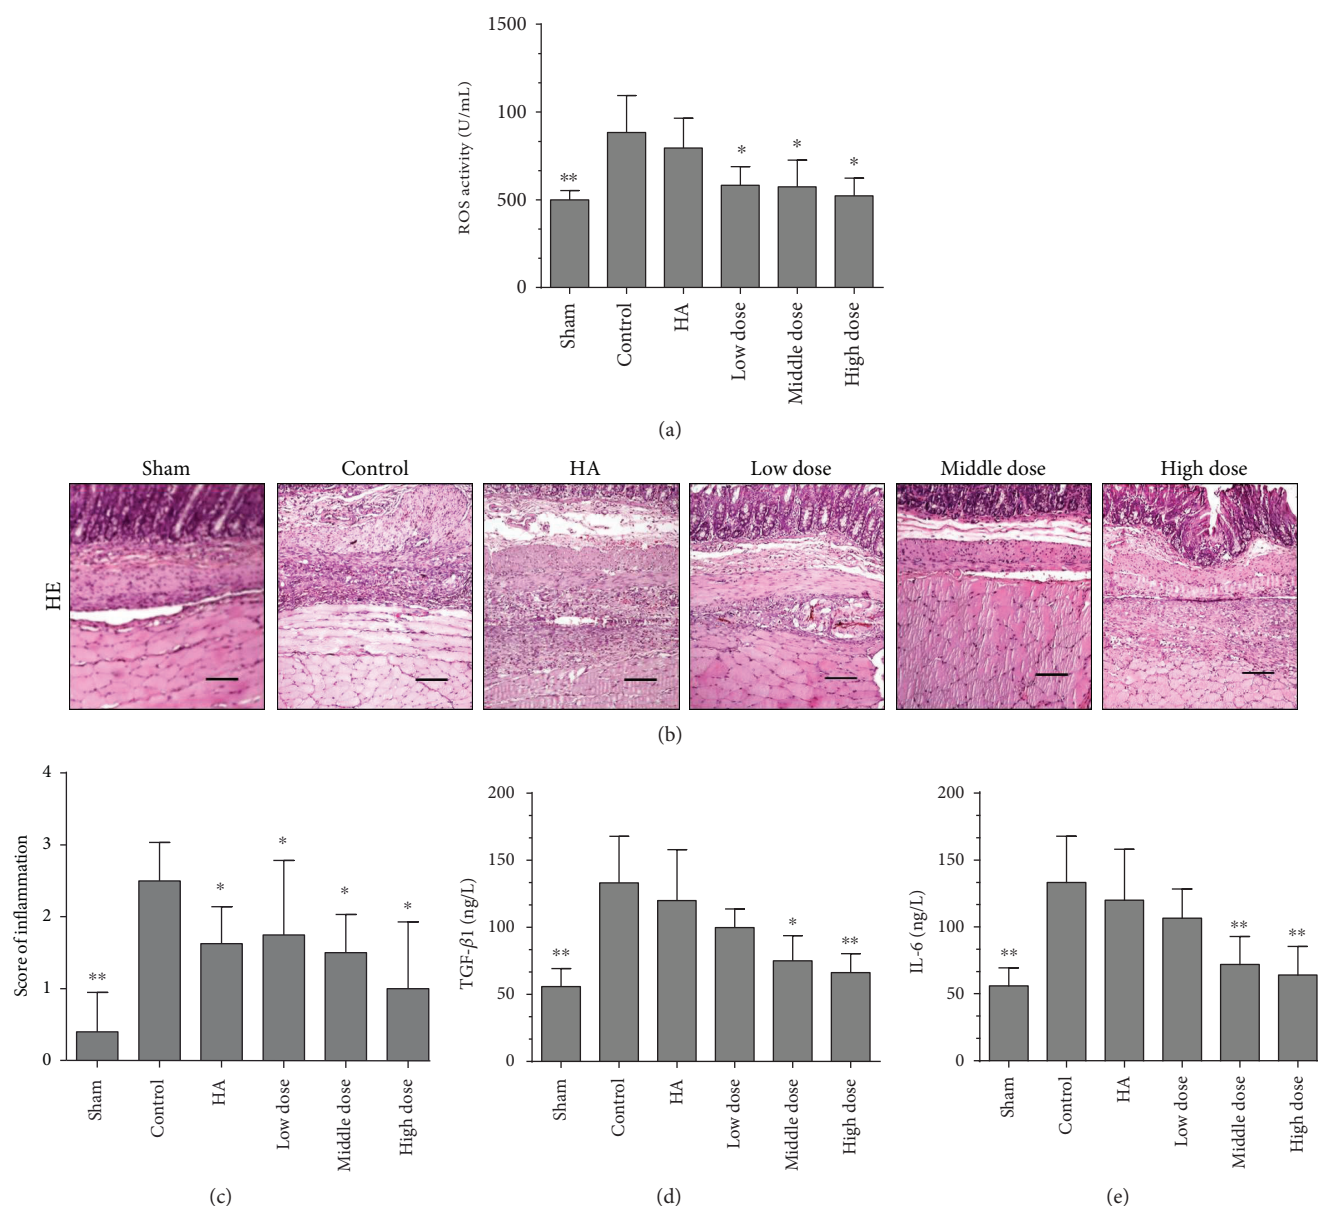 1500
100
500
0
ROS activity (U/mL)
**
*
*
*
Sham
Control
HA
Low dose
Middle dose
High dose
(a)
Sham
Control
HA
Low dose
Middle dose
High dose
HE
(b)
4
3
2
1
0
Score of inflammation
**
*
*
*
*
Sham
Control
HA
Low dose
Middle dose
High dose
(c)
200
150
100
50
0
TGF-β1 (ng/L)
**
*
**
Sham
Control
HA
Low dose
Middle dose
High dose
(d)
200
150
100
50
0
IL-6 (ng/L)
**
**
**
Sham
Control
HA
Low dose
Middle dose
High dose
(e)